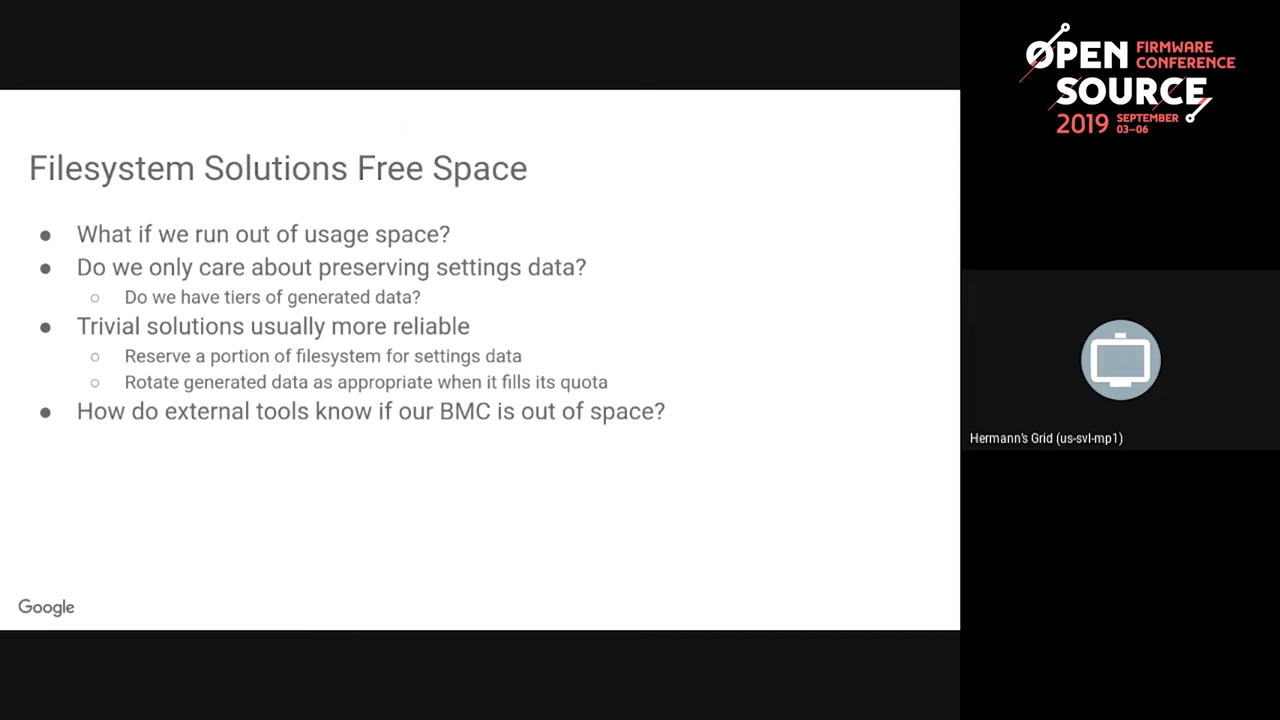 Filesystem Solutions Free Space
● What if we run out of usage space?
● Do we only care about preserving settings data?
○ Do we have tiers of generated data?
● Trivial solutions usually more reliable
○ Reserve a portion of filesystem for settings data
○ Rotate generated data as appropriate when it fills its quota
● How do external tools know if our BMC is out of space?
Google
OPEN FIRMWARE
CONFERENCE
SOURCE
2019 SEPTEMBER
03–06
Hermann's Grid (us-svl-mp1)